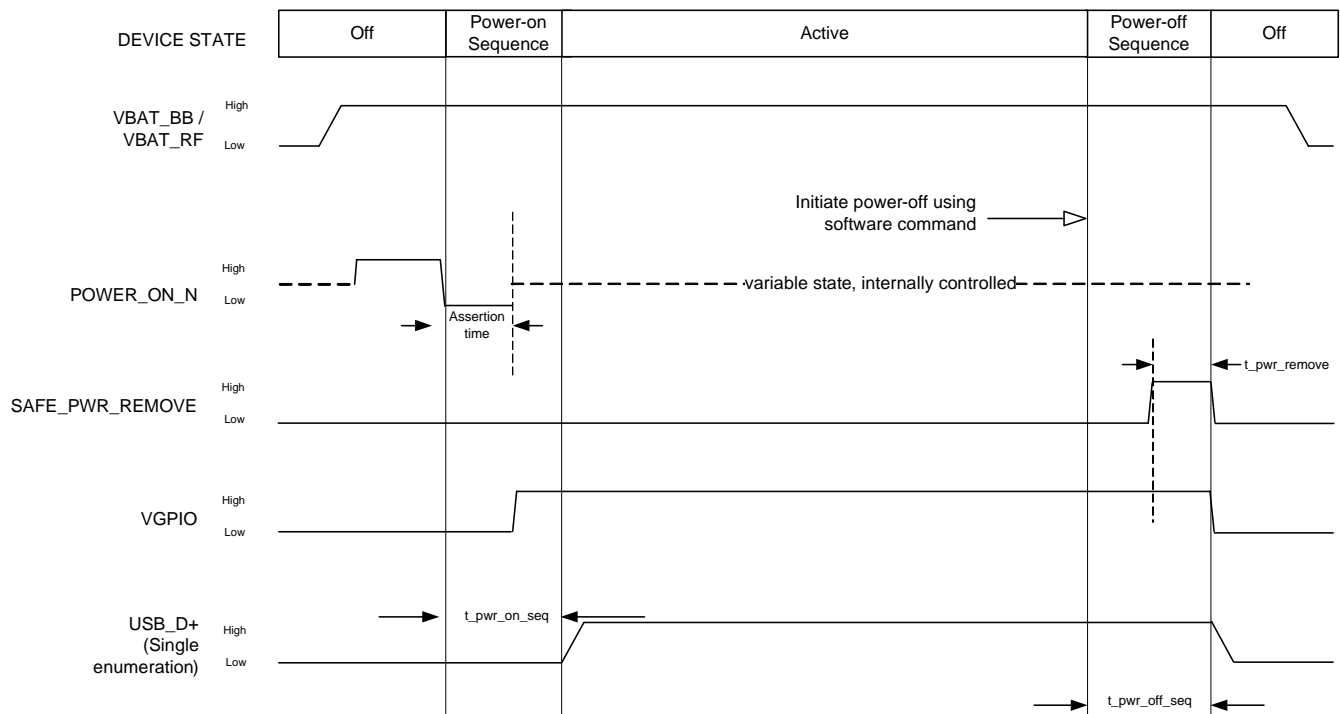 DEVICE STATE
Off
Power-on
Sequence
Active
Power-off
Sequence
Off
VBAT_BB /
VBAT_RF
High
Low
Initiate power-off using
software command
POWER_ON_N
High
Low
variable state, internally controlled
Assertion
time
SAFE_PWR_REMOVE
High
Low
t_pwr_remove
VGPIO
High
Low
USB_D+
(Single
enumeration)
High
Low
t_pwr_on_seq
t_pwr_off_seq